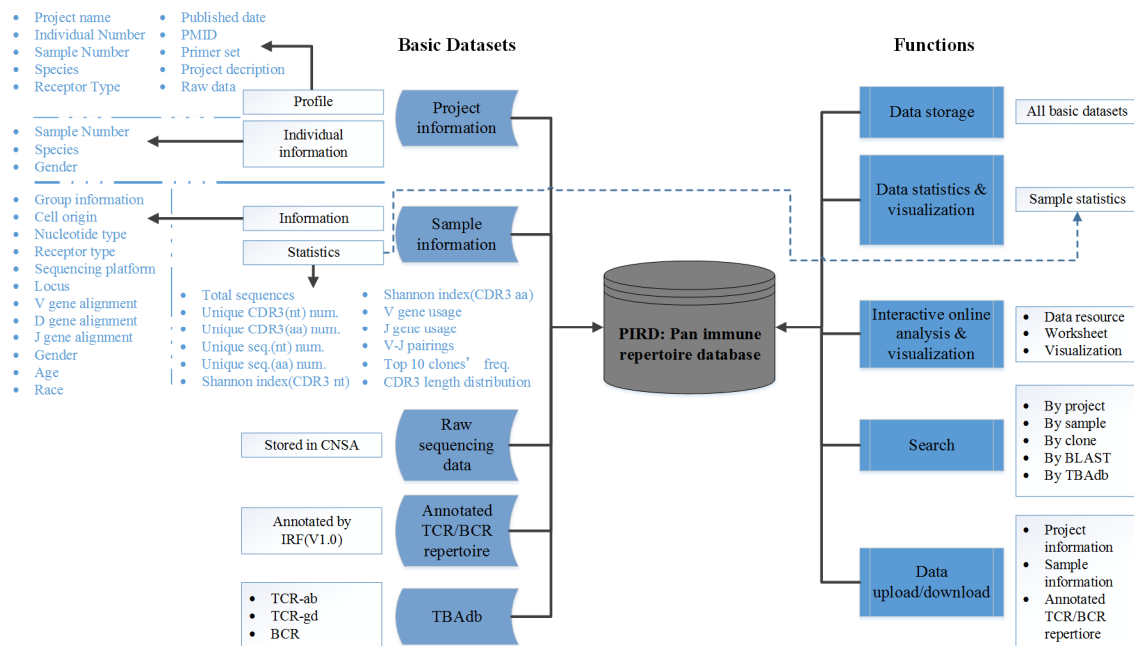 Project name
Individual Number
Sample Number
Species
Receptor Type
Published date
PMID
Primer set
Project decription
Raw data
Basic Datasets
Functions
Profile
Individual
information
Sample Number
Species
Gender
Project
information
Group information
Cell origin
Nucleotide type
Receptor type
Sequencing platform
Locus
V gene alignment
D gene alignment
J gene alignment
Gender
Age
Race
Information
Statistics
Sample
information
Total sequences
Unique CDR3(nt) num.
Unique CDR3(aa) num.
Unique seq.(nt) num.
Unique seq.(aa) num.
Shannon index(CDR3 nt)
Shannon index(CDR3 aa)
V gene usage
J gene usage
V-J pairings
Top 10 clones’ freq.
CDR3 length distribution
Stored in CNSA
Raw
sequencing
data
Annotated by
IRF(V1.0)
Annotated
TCR/BCR
repertoire
TCR-ab
TCR-gd
BCR
TBAdb
PIRD: Pan immune
repertoire database
Data storage
All basic datasets
Data statistics &
visualization
Sample statistics
Interactive online
analysis &
visualization
Data resource
Worksheet
Visualization
Search
By project
By sample
By clone
By BLAST
By TBAdb
Data
upload/download
Project
information
Sample
information
Annotated
TCR/BCR
repertiore